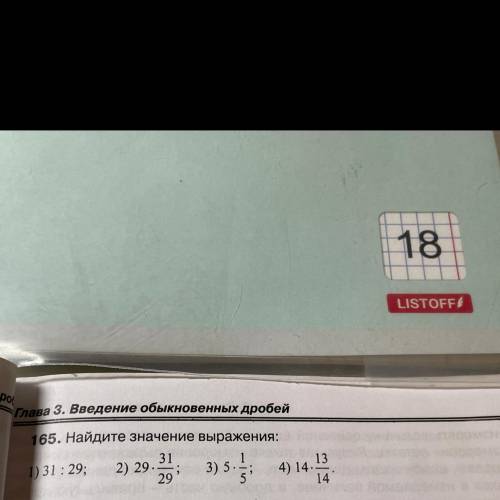 18
LISTOFF
Глава 3. Введение обыкновенных дробей
165. Найдите значение выражения:
1) 31 : 29; 2) 29 · 31/29; 3) 5 · 1/5; 4) 14 · 13/14.